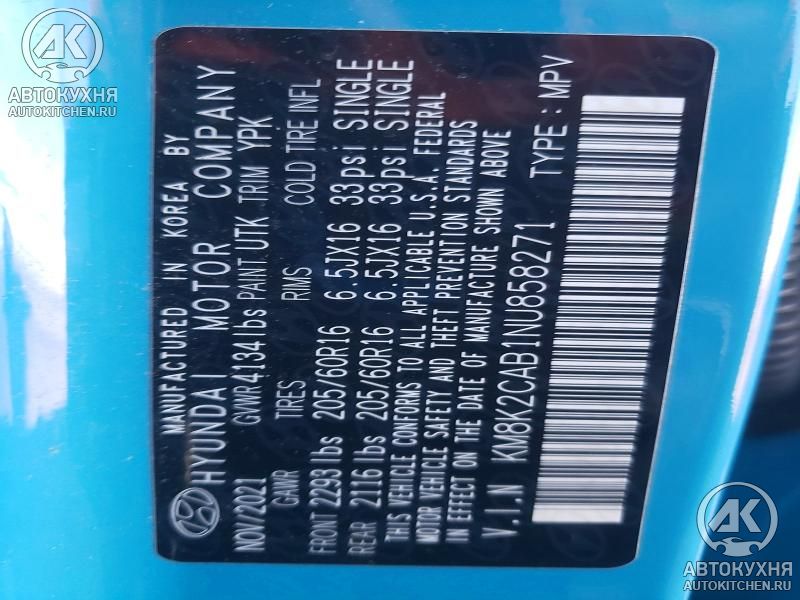 АВТОКУХНЯ
AUTOKITCHEN.RU
MANUFACTURED IN KOREA BY
HYUNDAI MOTOR COMPANY
NOV/2021 GVWR 4134 lbs PAINT UTK TRIM YPK
GAWR TIRES RIMS COLD TIRE INFL
FRONT 2293 lbs 205/60R16 6.5JX16 33psi SINGLE
REAR 2116 lbs 205/60R16 6.5JX16 33psi SINGLE
THIS VEHICLE CONFORMS TO ALL APPLICABLE U.S.A. FEDERAL
MOTOR VEHICLE SAFETY AND THEFT PREVENTION STANDARDS
IN EFFECT ON THE DATE OF MANUFACTURE SHOWN ABOVE
V.I.N KM8K2CAB1NU858271 TYPE : MPV
АВТОКУХНЯ
AUTOKITCHEN.RU